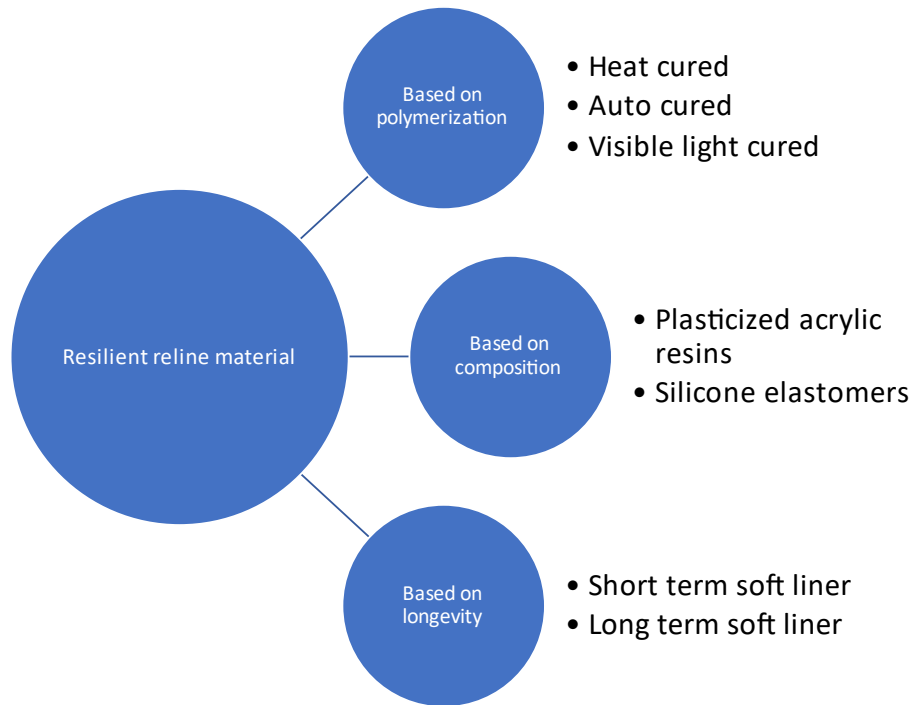 Based on
polymerization
• Heat cured
• Auto cured
• Visible light cured
Resilient reline material
Based on
composition
• Plasticized acrylic
resins
• Silicone elastomers
Based on
longevity
• Short term soft liner
• Long term soft liner